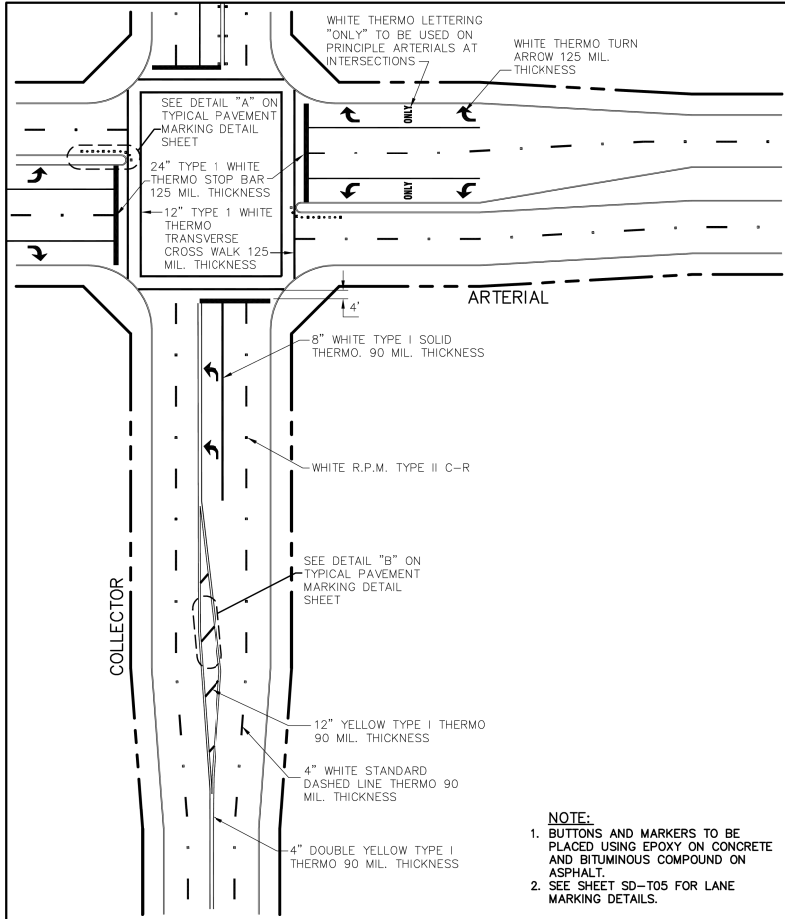 WHITE THERMO LETTERING
"ONLY" TO BE USED ON
PRINCIPLE ARTERIALS AT
INTERSECTIONS
WHITE THERMO TURN
ARROW 125 MIL.
THICKNESS
SEE DETAIL "A" ON
TYPICAL PAVEMENT
MARKING DETAIL
SHEET
24" TYPE 1 WHITE
THERMO STOP BAR
125 MIL. THICKNESS
12" TYPE 1 WHITE
THERMO
TRANSVERSE
CROSS WALK 125
MIL. THICKNESS
ONLY
ONLY
ARTERIAL
4'
8" WHITE TYPE I SOLID
THERMO. 90 MIL. THICKNESS
WHITE R.P.M. TYPE II C-R
SEE DETAIL "B" ON
TYPICAL PAVEMENT
MARKING DETAIL
SHEET
COLLECTOR
12" YELLOW TYPE I THERMO
90 MIL. THICKNESS
4" WHITE STANDARD
DASHED LINE THERMO 90
MIL. THICKNESS
4" DOUBLE YELLOW TYPE I
THERMO 90 MIL. THICKNESS
NOTE:
1. BUTTONS AND MARKERS TO BE
PLACED USING EPOXY ON CONCRETE
AND BITUMINOUS COMPOUND ON
ASPHALT.
2. SEE SHEET SD-T05 FOR LANE
MARKING DETAILS.